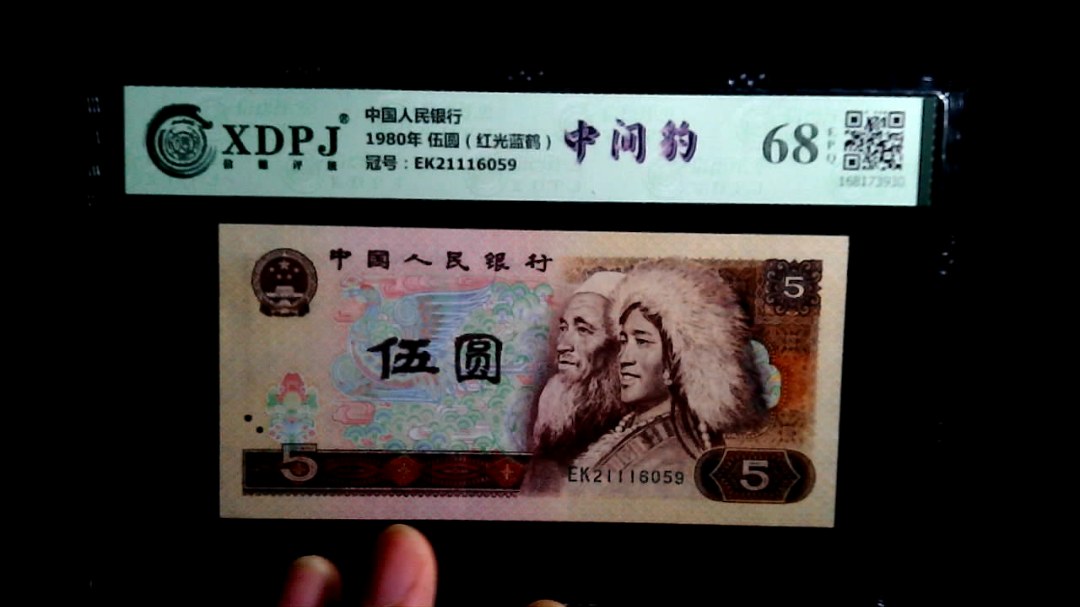 XDPJ®
中国人民银行
1980年 伍圆（红光蓝鹤）
冠号：EK21116059
中间豹
68
EPQ
168173930
中国人民银行
5
伍圆
5
EK21116059
5